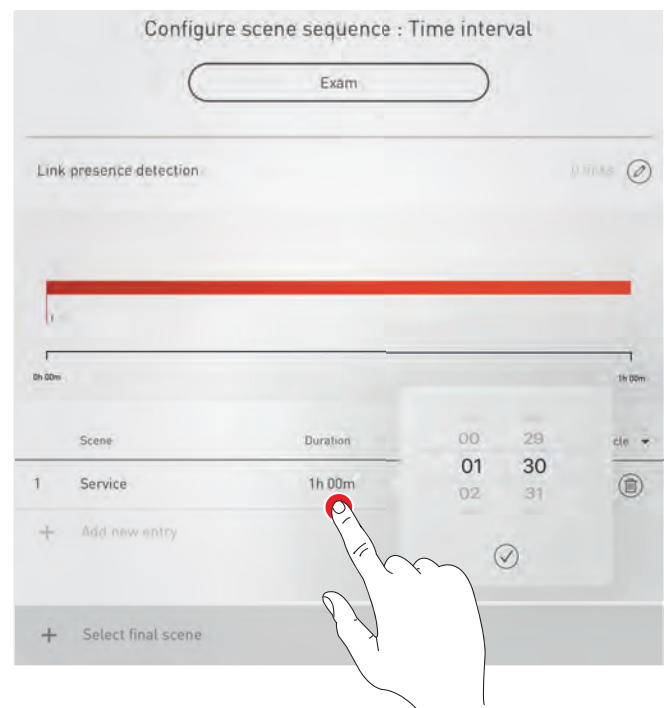 Configure scene sequence : Time interval
Exam
Link presence detection
0h 00m
1h 00m
Scene Duration cle
00 29
01 30
02 31
1 Service 1h 00m
+ Add new entry
+ Select final scene